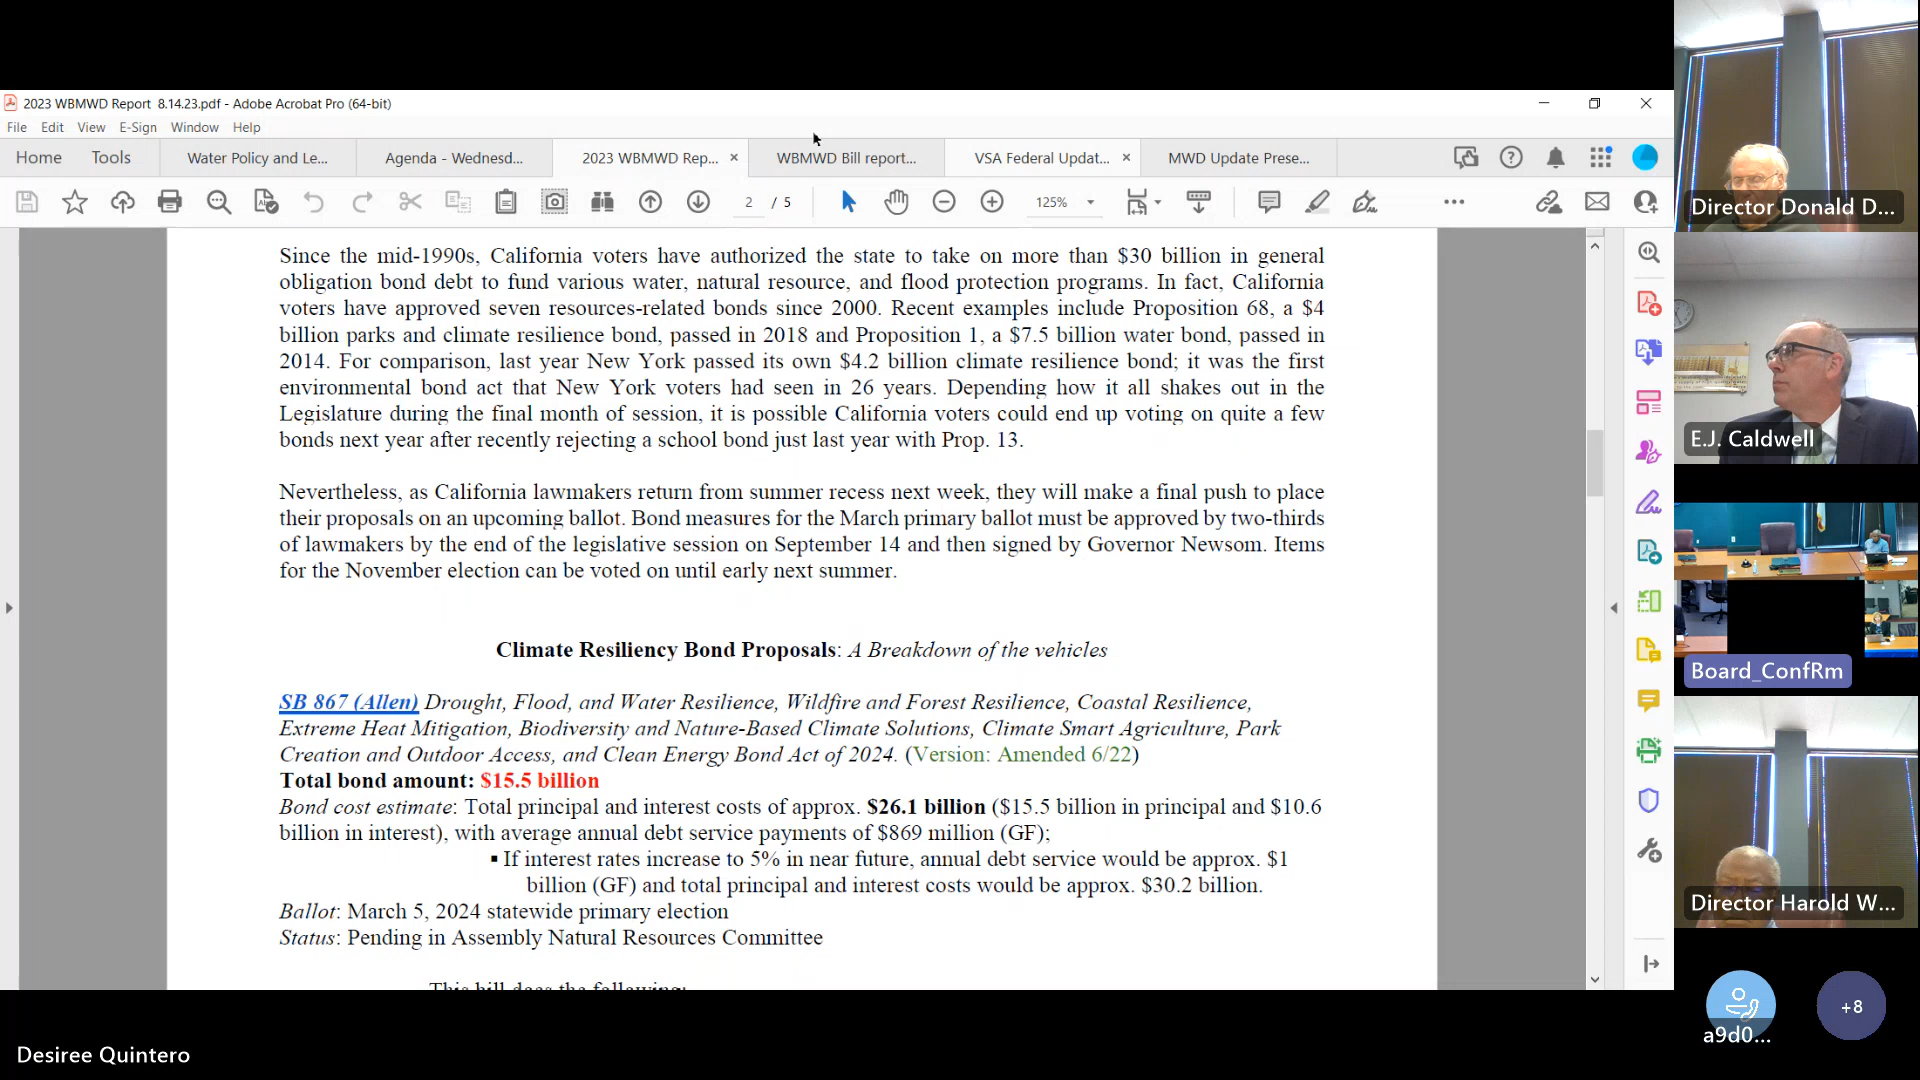 2023 WBMWD Report 8.14.23.pdf - Adobe Acrobat Pro (64-bit)
File Edit View E-Sign Window Help
Home Tools Water Policy and Le... Agenda - Wednesd... 2023 WBMWD Rep... WBMWD Bill report... VSA Federal Updat... MWD Update Prese...
2 / 5 125%
Since the mid-1990s, California voters have authorized the state to take on more than $30 billion in general
obligation bond debt to fund various water, natural resource, and flood protection programs. In fact, California
voters have approved seven resources-related bonds since 2000. Recent examples include Proposition 68, a $4
billion parks and climate resilience bond, passed in 2018 and Proposition 1, a $7.5 billion water bond, passed in
2014. For comparison, last year New York passed its own $4.2 billion climate resilience bond; it was the first
environmental bond act that New York voters had seen in 26 years. Depending how it all shakes out in the
Legislature during the final month of session, it is possible California voters could end up voting on quite a few
bonds next year after recently rejecting a school bond just last year with Prop. 13.
Nevertheless, as California lawmakers return from summer recess next week, they will make a final push to place
their proposals on an upcoming ballot. Bond measures for the March primary ballot must be approved by two-thirds
of lawmakers by the end of the legislative session on September 14 and then signed by Governor Newsom. Items
for the November election can be voted on until early next summer.
Climate Resiliency Bond Proposals: A Breakdown of the vehicles
SB 867 (Allen) Drought, Flood, and Water Resilience, Wildfire and Forest Resilience, Coastal Resilience,
Extreme Heat Mitigation, Biodiversity and Nature-Based Climate Solutions, Climate Smart Agriculture, Park
Creation and Outdoor Access, and Clean Energy Bond Act of 2024. (Version: Amended 6/22)
Total bond amount: $15.5 billion
Bond cost estimate: Total principal and interest costs of approx. $26.1 billion ($15.5 billion in principal and $10.6
billion in interest), with average annual debt service payments of $869 million (GF);
▪ If interest rates increase to 5% in near future, annual debt service would be approx. $1
billion (GF) and total principal and interest costs would be approx. $30.2 billion.
Ballot: March 5, 2024 statewide primary election
Status: Pending in Assembly Natural Resources Committee
This bill does the following:
Director Donald D...
E.J. Caldwell
Board_ConfRm
Director Harold W...
a9d0...
+8
Desiree Quintero